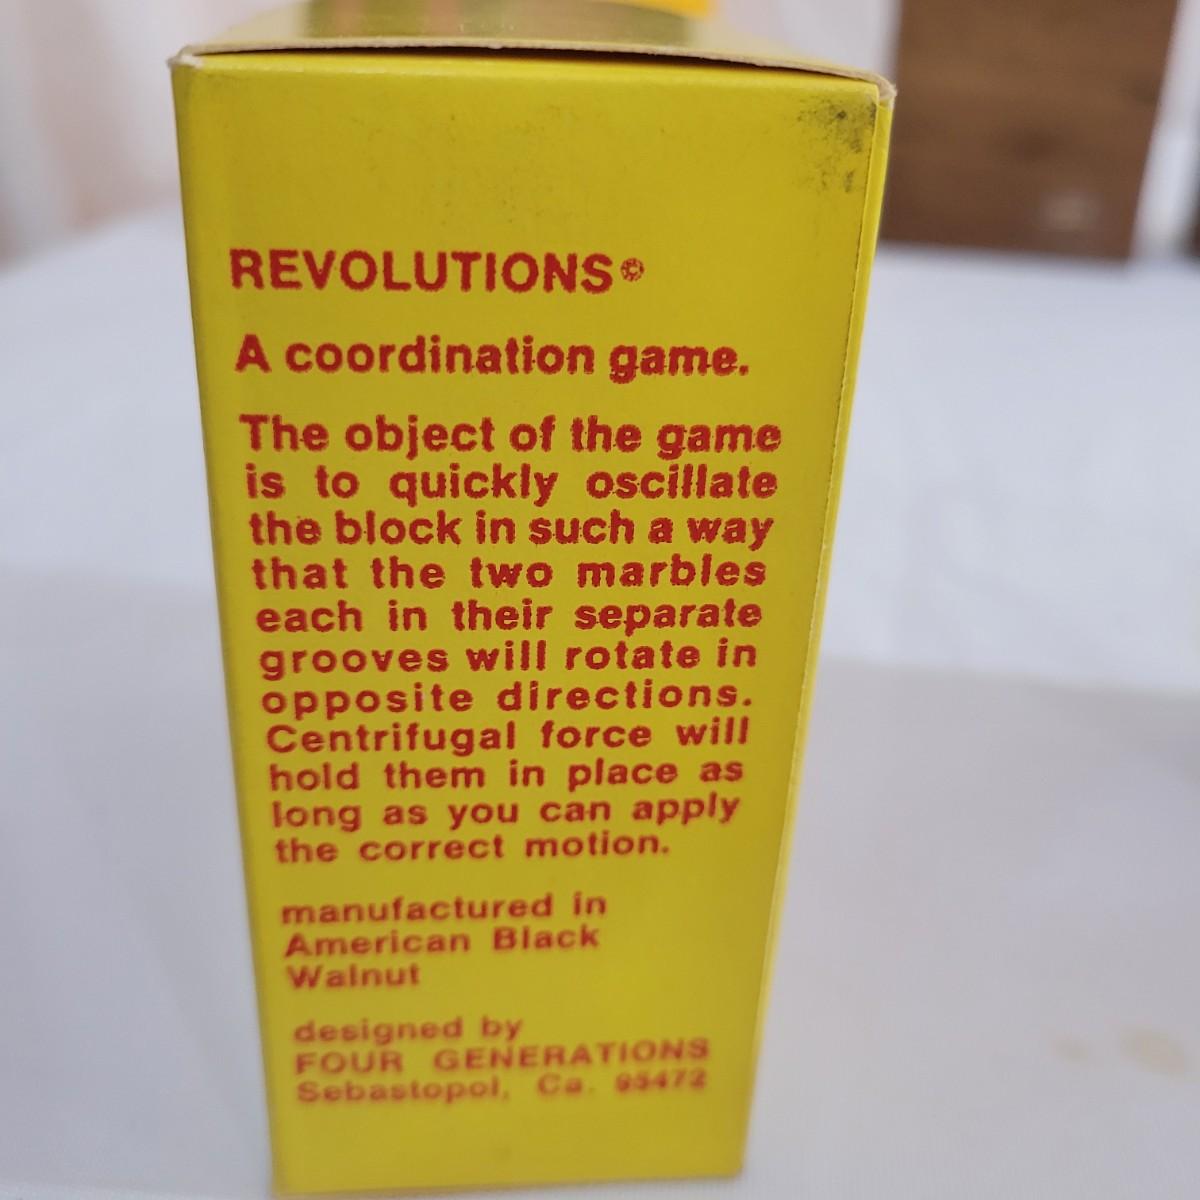 REVOLUTIONS©
A coordination game.
The object of the game
is to quickly oscillate
the block in such a way
that the two marbles
each in their separate
grooves will rotate in
opposite directions.
Centrifugal force will
hold them in place as
long as you can apply
the correct motion.
manufactured in
American Black
Walnut
designed by
FOUR GENERATIONS
Sebastopol, Ca. 95472